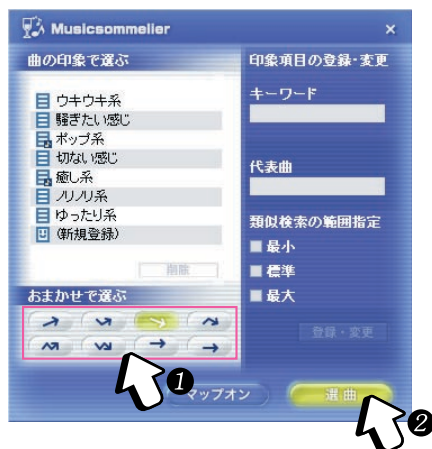 Musicsommelier ×
曲の印象で選ぶ
ウキウキ系
騒ぎたい感じ
ポップ系
切ない感じ
癒し系
ノリノリ系
ゆったり系
(新規登録)
削除
おまかせで選ぶ
印象項目の登録・変更
キーワード
代表曲
類似検索の範囲指定
最小
標準
最大
登録・変更
マップオン
選曲
1
2